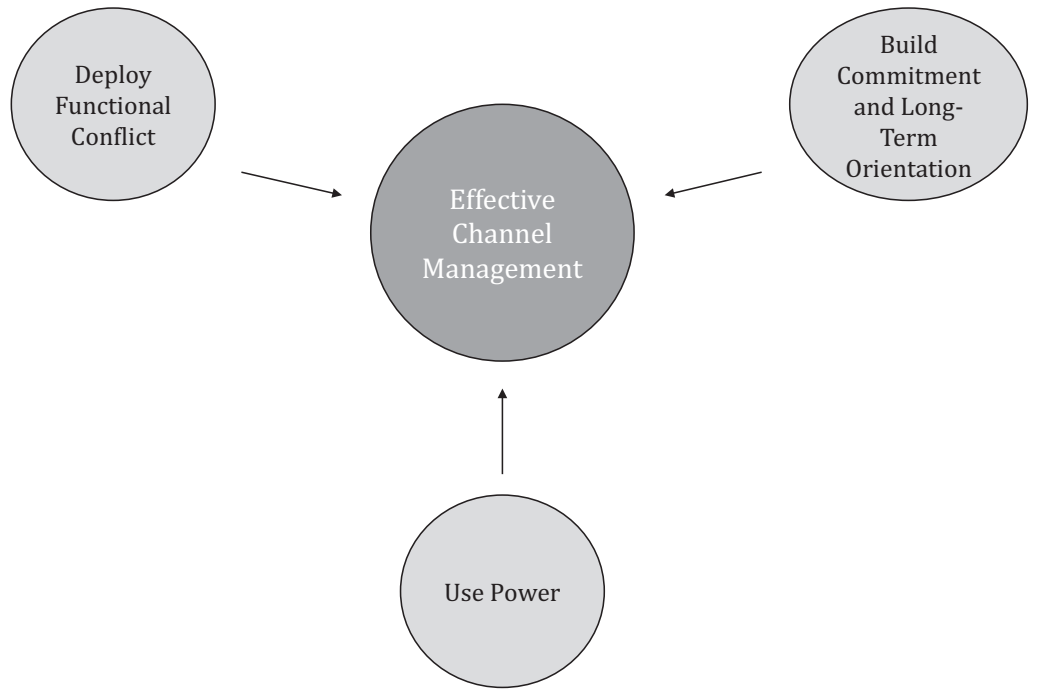 Deploy
Functional
Conflict
Build
Commitment
and Long-
Term
Orientation
Effective
Channel
Management
Use Power